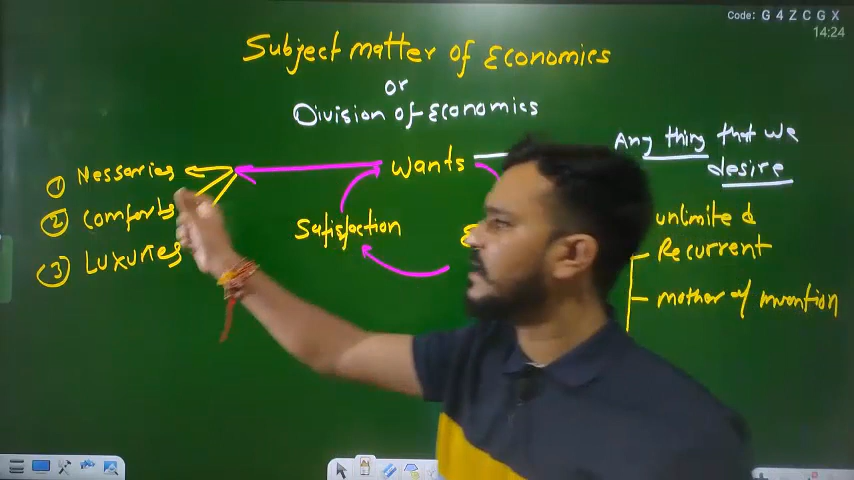 Code: G 4 Z C G X
14:24
Subject matter of Economics
or
Division of Economics
Any thing that we
desire
wants
① Nessaries
② Comforts
③ Luxuries
Satisfaction
E
unlimited
Recurrent
mother of invention